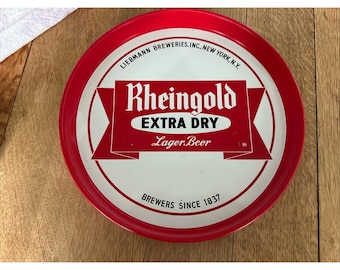 LIEBMANN BREWERIES, INC., NEW YORK, N.Y.
Rheingold
EXTRA DRY
Lager Beer
®
BREWERS SINCE 1837